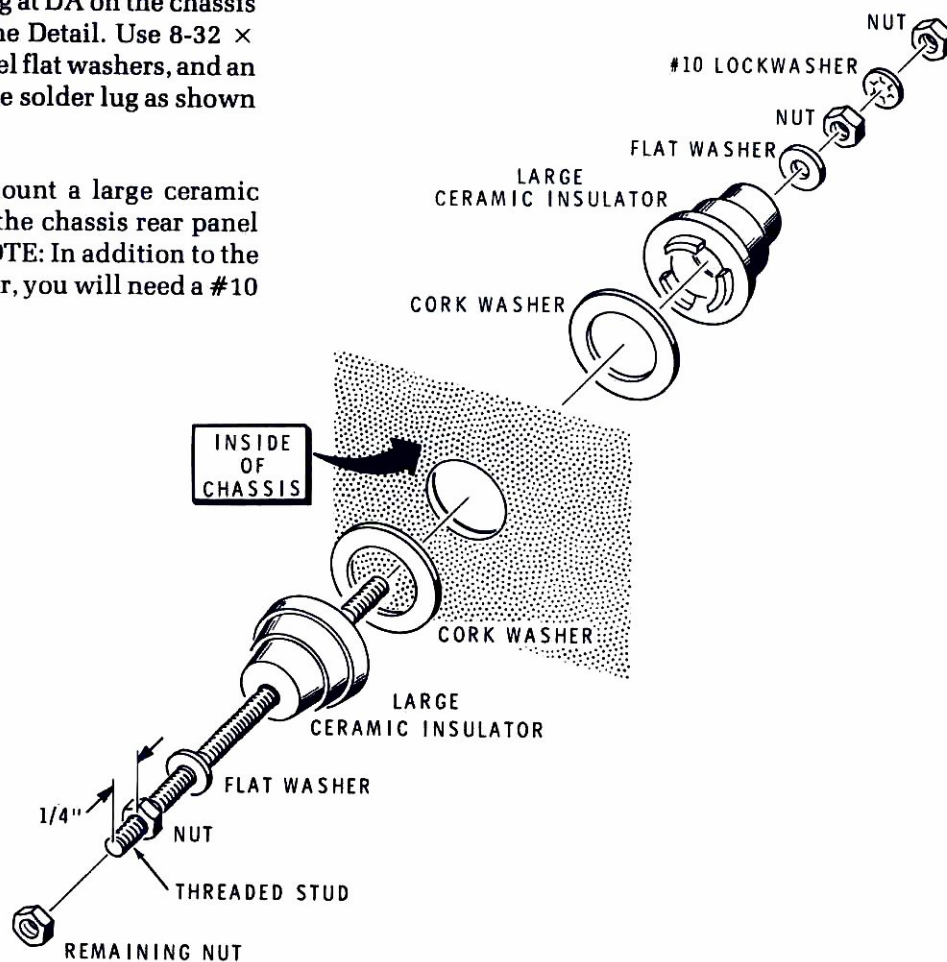 g at DA on the chassis
ne Detail. Use 8-32 ×
el flat washers, and an
e solder lug as shown
ount a large ceramic
the chassis rear panel
OTE: In addition to the
r, you will need a #10
NUT
#10 LOCKWASHER
NUT
FLAT WASHER
LARGE
CERAMIC INSULATOR
CORK WASHER
INSIDE
OF
CHASSIS
CORK WASHER
LARGE
CERAMIC INSULATOR
FLAT WASHER
1/4"
NUT
THREADED STUD
REMAINING NUT